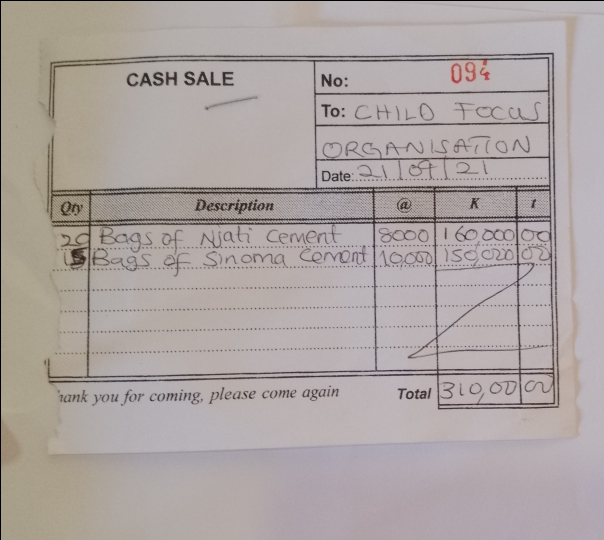 CASH SALE
No: 094
To: CHILD FOCUS
ORGANISATION
Date: 21/09/21
Qty Description @ K t
20 Bags of Njati Cement 8000 160,000 00
15 Bags of Sinoma Cement 10,000 150,000 00
hank you for coming, please come again Total 310,000 00